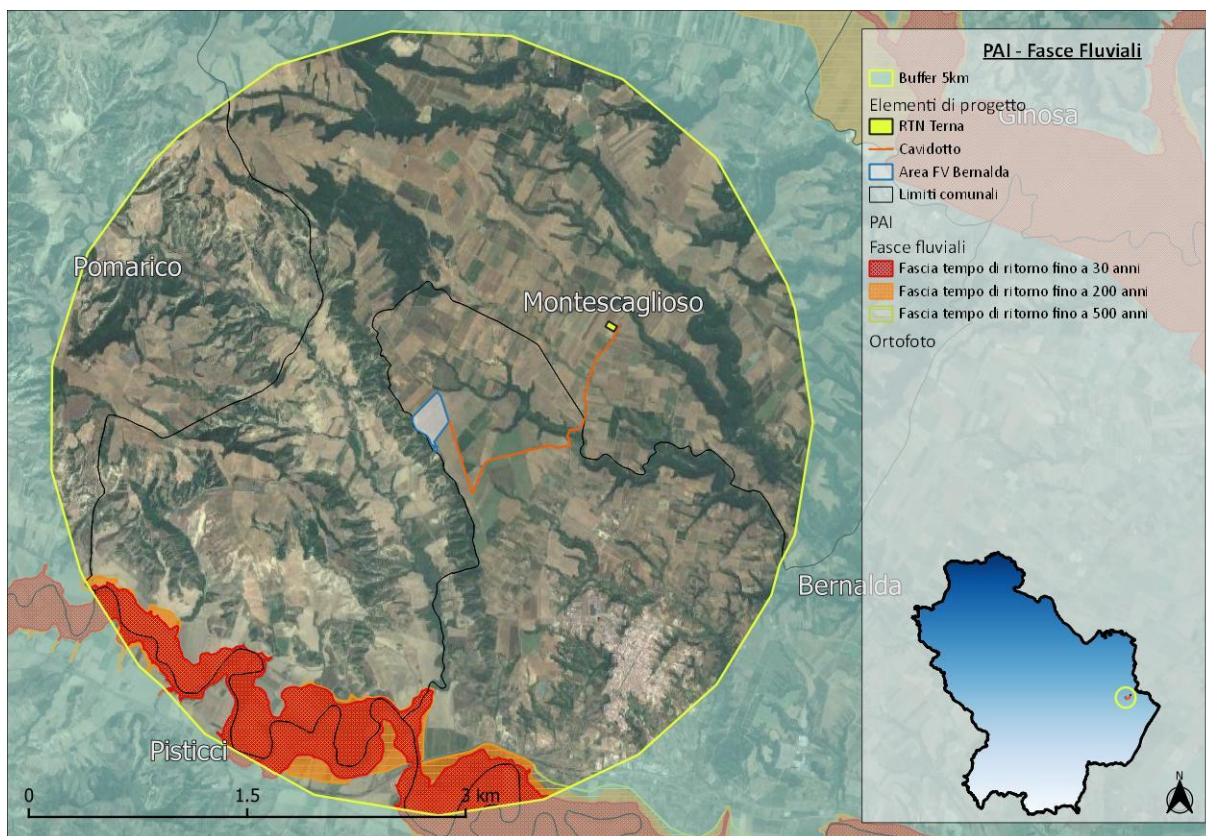 PAI - Fasce Fluviali
Buffer 5km
Elementi di progetto
RTN Terna
Cavidotto
Area FV Bernalda
Limiti comunali
PAI
Fasce fluviali
Fascia tempo di ritorno fino a 30 anni
Fascia tempo di ritorno fino a 200 anni
Fascia tempo di ritorno fino a 500 anni
Ortofoto
Ginosa
Pomarico
Montescaglioso
Bernalda
Pisticci
0 1.5 3 km
N